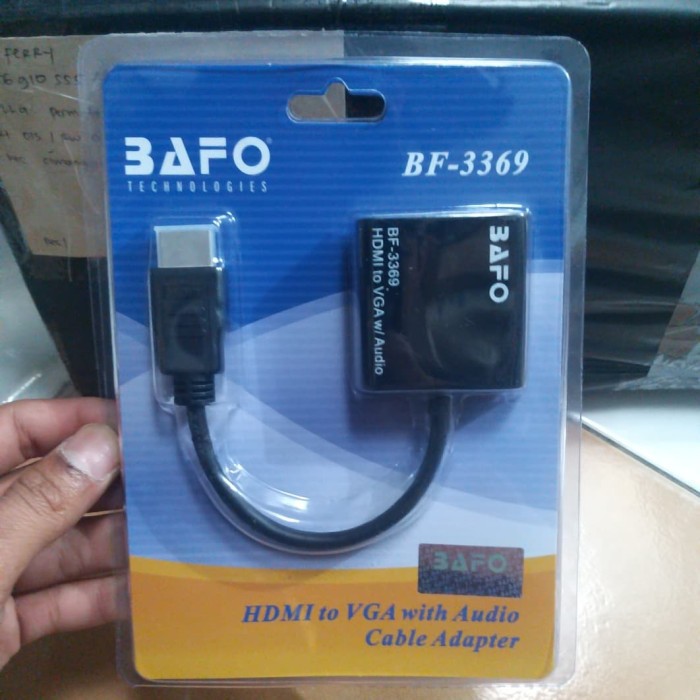 FERRY
BAFO®
TECHNOLOGIES
BF-3369
BAFO
BF-3369
HDMI to VGA w/ Audio
BAFO
HDMI to VGA with Audio
Cable Adapter